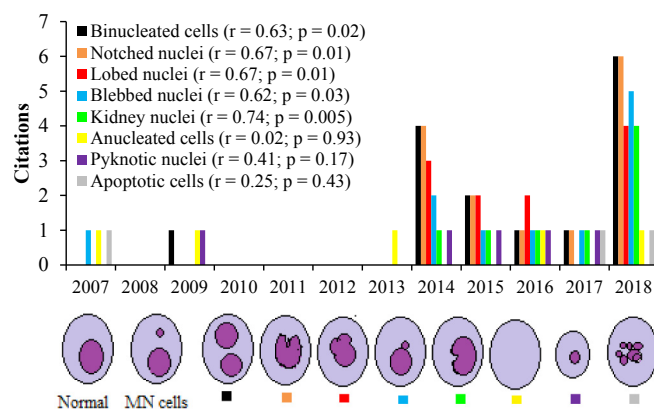 Citations
7
6
5
4
3
2
1
0
Binucleated cells (r = 0.63; p = 0.02)
Notched nuclei (r = 0.67; p = 0.01)
Lobed nuclei (r = 0.67; p = 0.01)
Blebbed nuclei (r = 0.62; p = 0.03)
Kidney nuclei (r = 0.74; p = 0.005)
Anucleated cells (r = 0.02; p = 0.93)
Pyknotic nuclei (r = 0.41; p = 0.17)
Apoptotic cells (r = 0.25; p = 0.43)
2007 2008 2009 2010 2011 2012 2013 2014 2015 2016 2017 2018
Normal MN cells